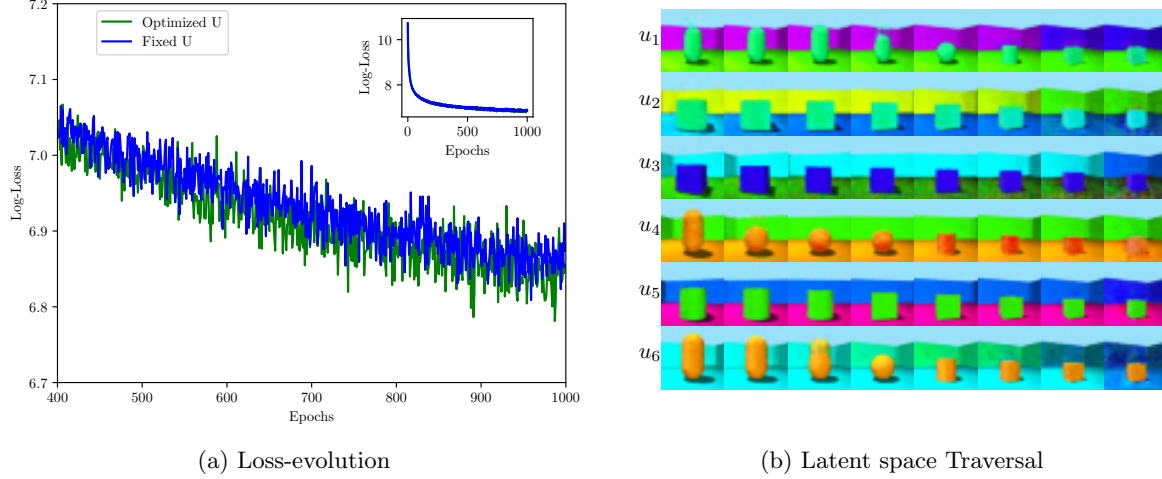 7.2
7.1
7.0
6.9
6.8
6.7
400
500
600
700
800
900
1000
Log-Loss
Epochs
Optimized U
Fixed U
10
8
0
500
1000
Log-Loss
Epochs
(a) Loss-evolution
u1
u2
u3
u4
u5
u6
(b) Latent space Traversal